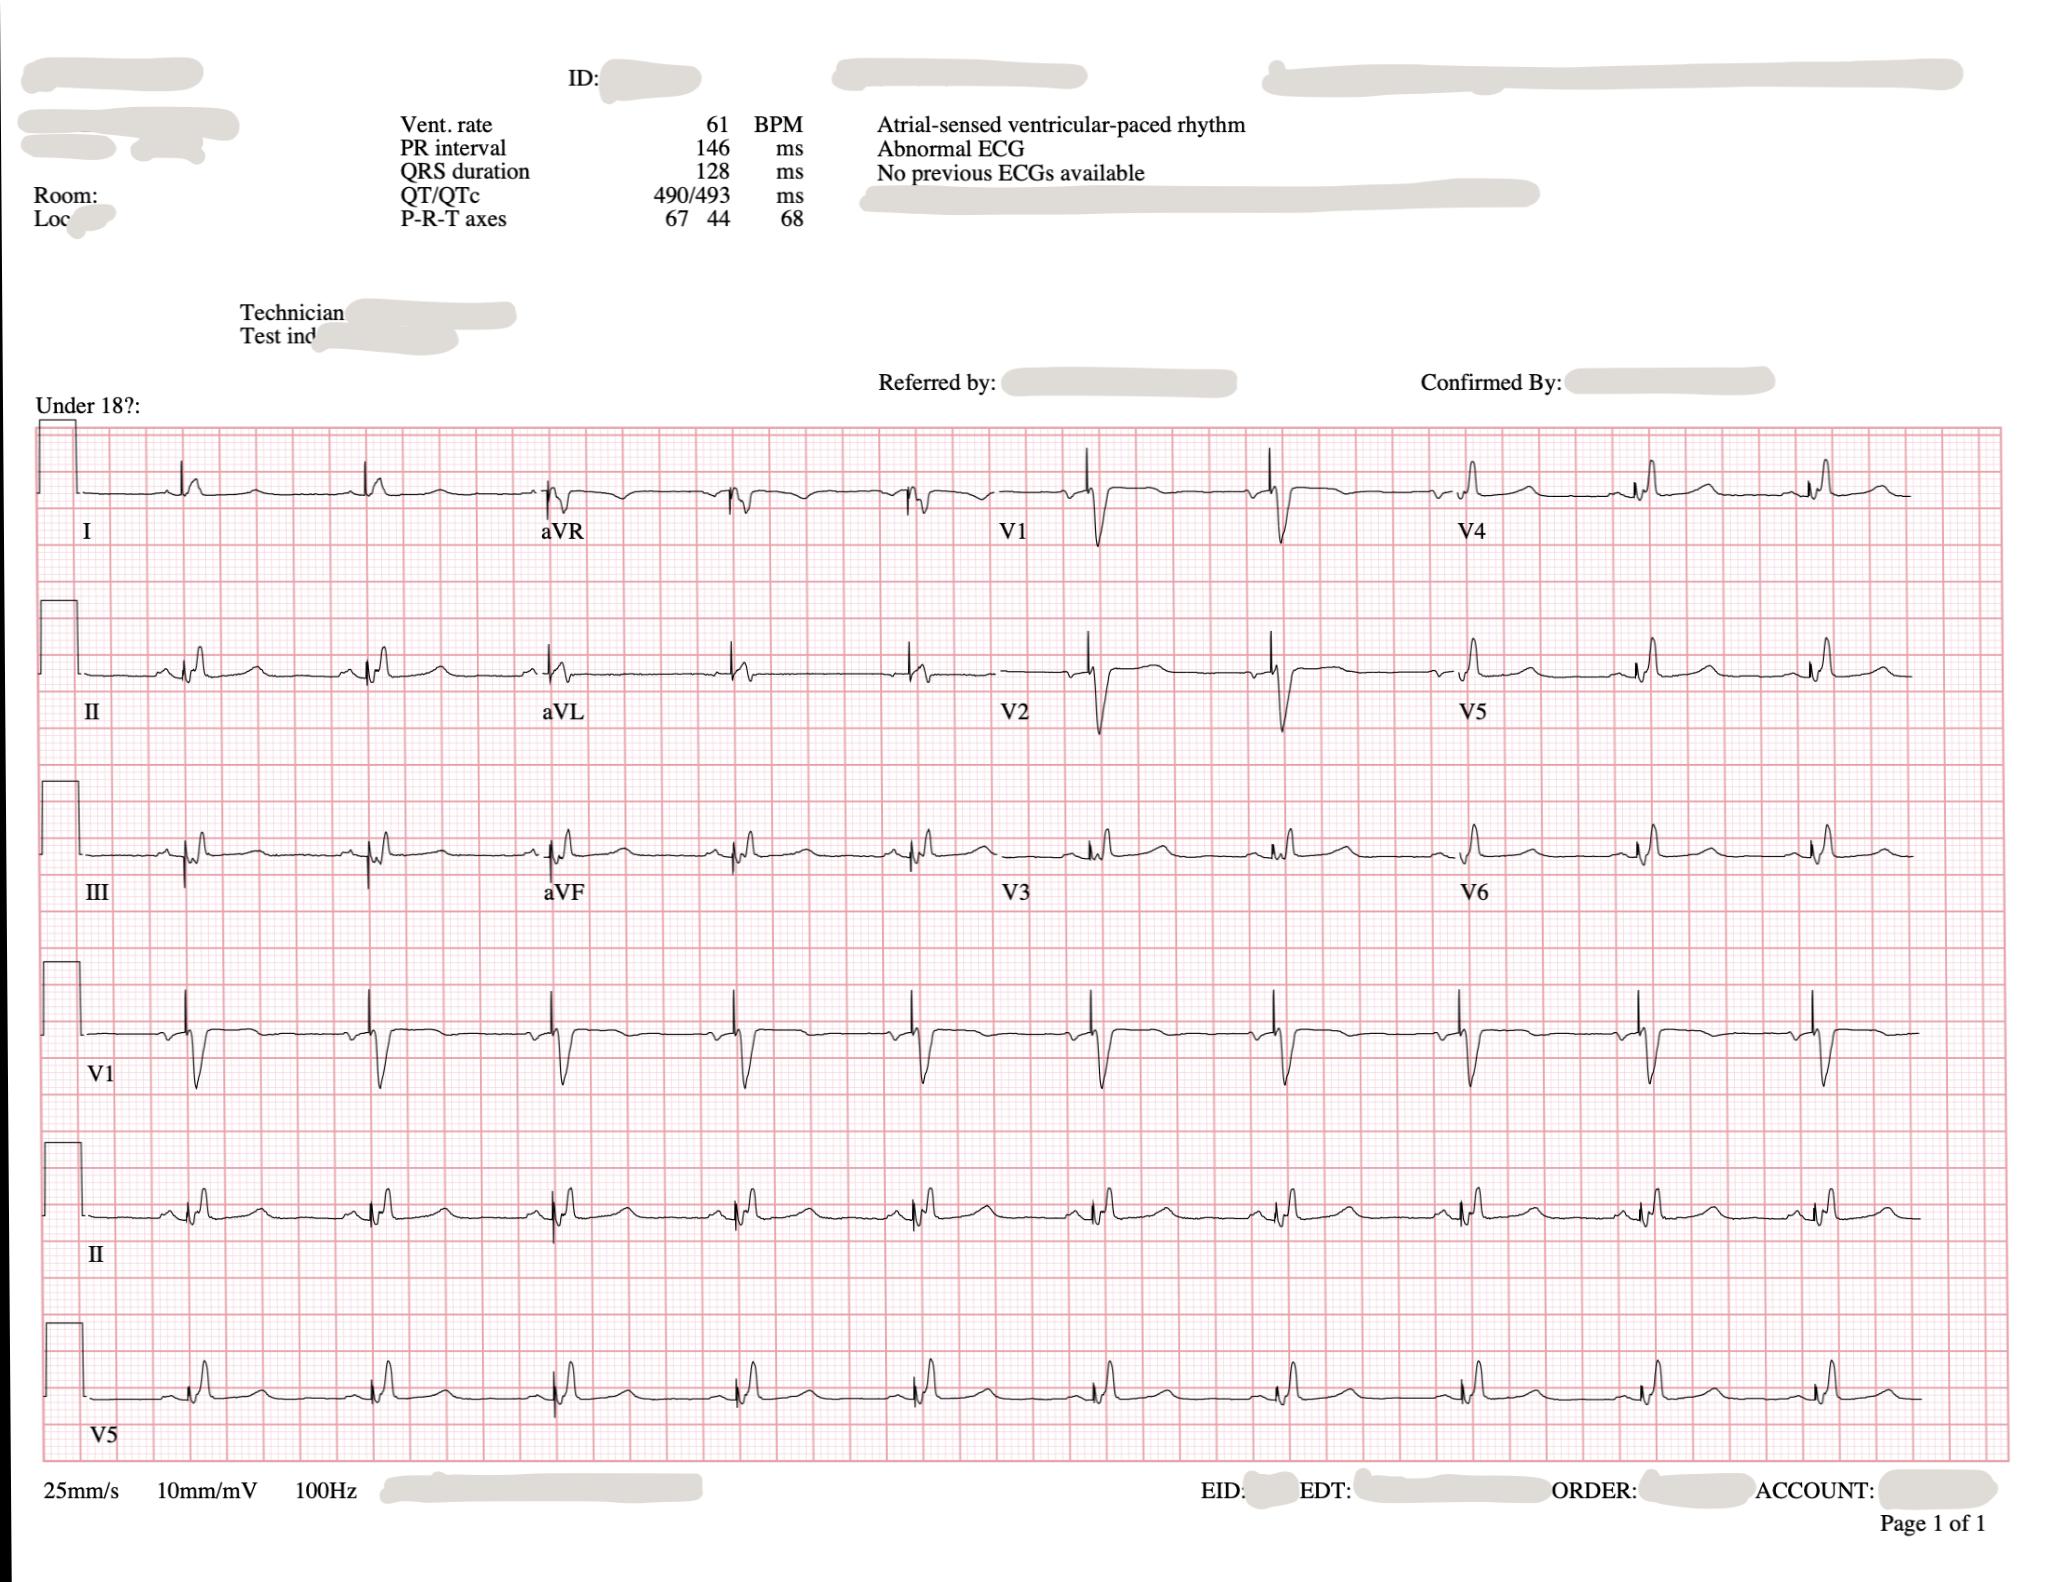 ID:
Vent. rate 61 BPM
PR interval 146 ms
QRS duration 128 ms
QT/QTc 490/493 ms
P-R-T axes 67 44 68
Atrial-sensed ventricular-paced rhythm
Abnormal ECG
No previous ECGs available
Room:
Loc
Technician
Test ind
Referred by:
Confirmed By:
Under 18?:
I aVR V1 V4
II aVL V2 V5
III aVF V3 V6
V1
II
V5
25mm/s 10mm/mV 100Hz
EID: EDT: ORDER: ACCOUNT:
Page 1 of 1